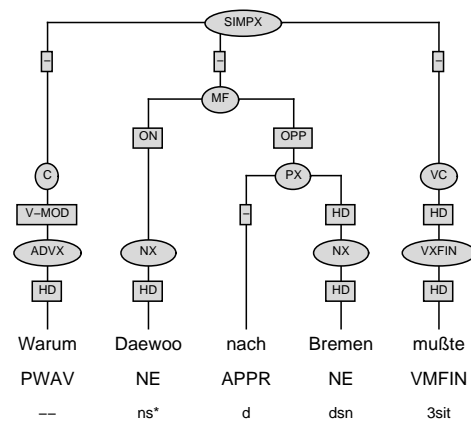 SIMPX
– – –
MF
ON OPP
C PX VC
V–MOD – HD HD
ADVX NX NX VXFIN
HD HD HD HD
Warum Daewoo nach Bremen mußte
PWAV NE APPR NE VMFIN
–– ns* d dsn 3sit